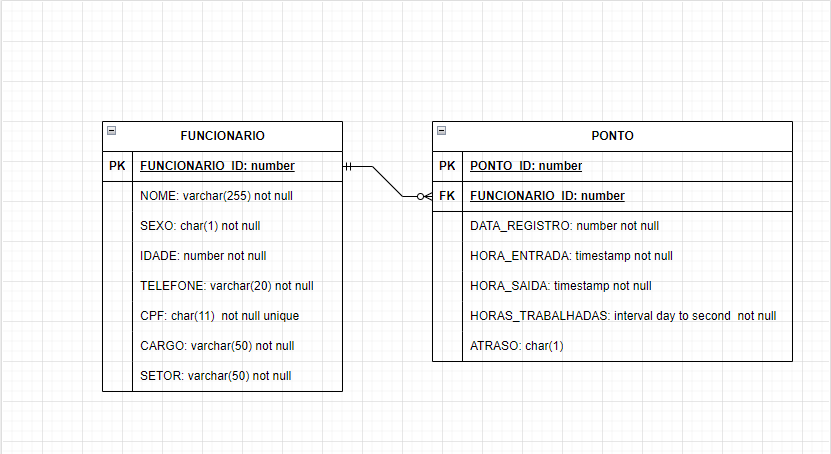 FUNCIONARIO
PK FUNCIONARIO_ID: number
NOME: varchar(255) not null
SEXO: char(1) not null
IDADE: number not null
TELEFONE: varchar(20) not null
CPF: char(11)  not null unique
CARGO: varchar(50) not null
SETOR: varchar(50) not null
PONTO
PK PONTO_ID: number
FK FUNCIONARIO_ID: number
DATA_REGISTRO: number not null
HORA_ENTRADA: timestamp not null
HORA_SAIDA: timestamp not null
HORAS_TRABALHADAS: interval day to second  not null
ATRASO: char(1)